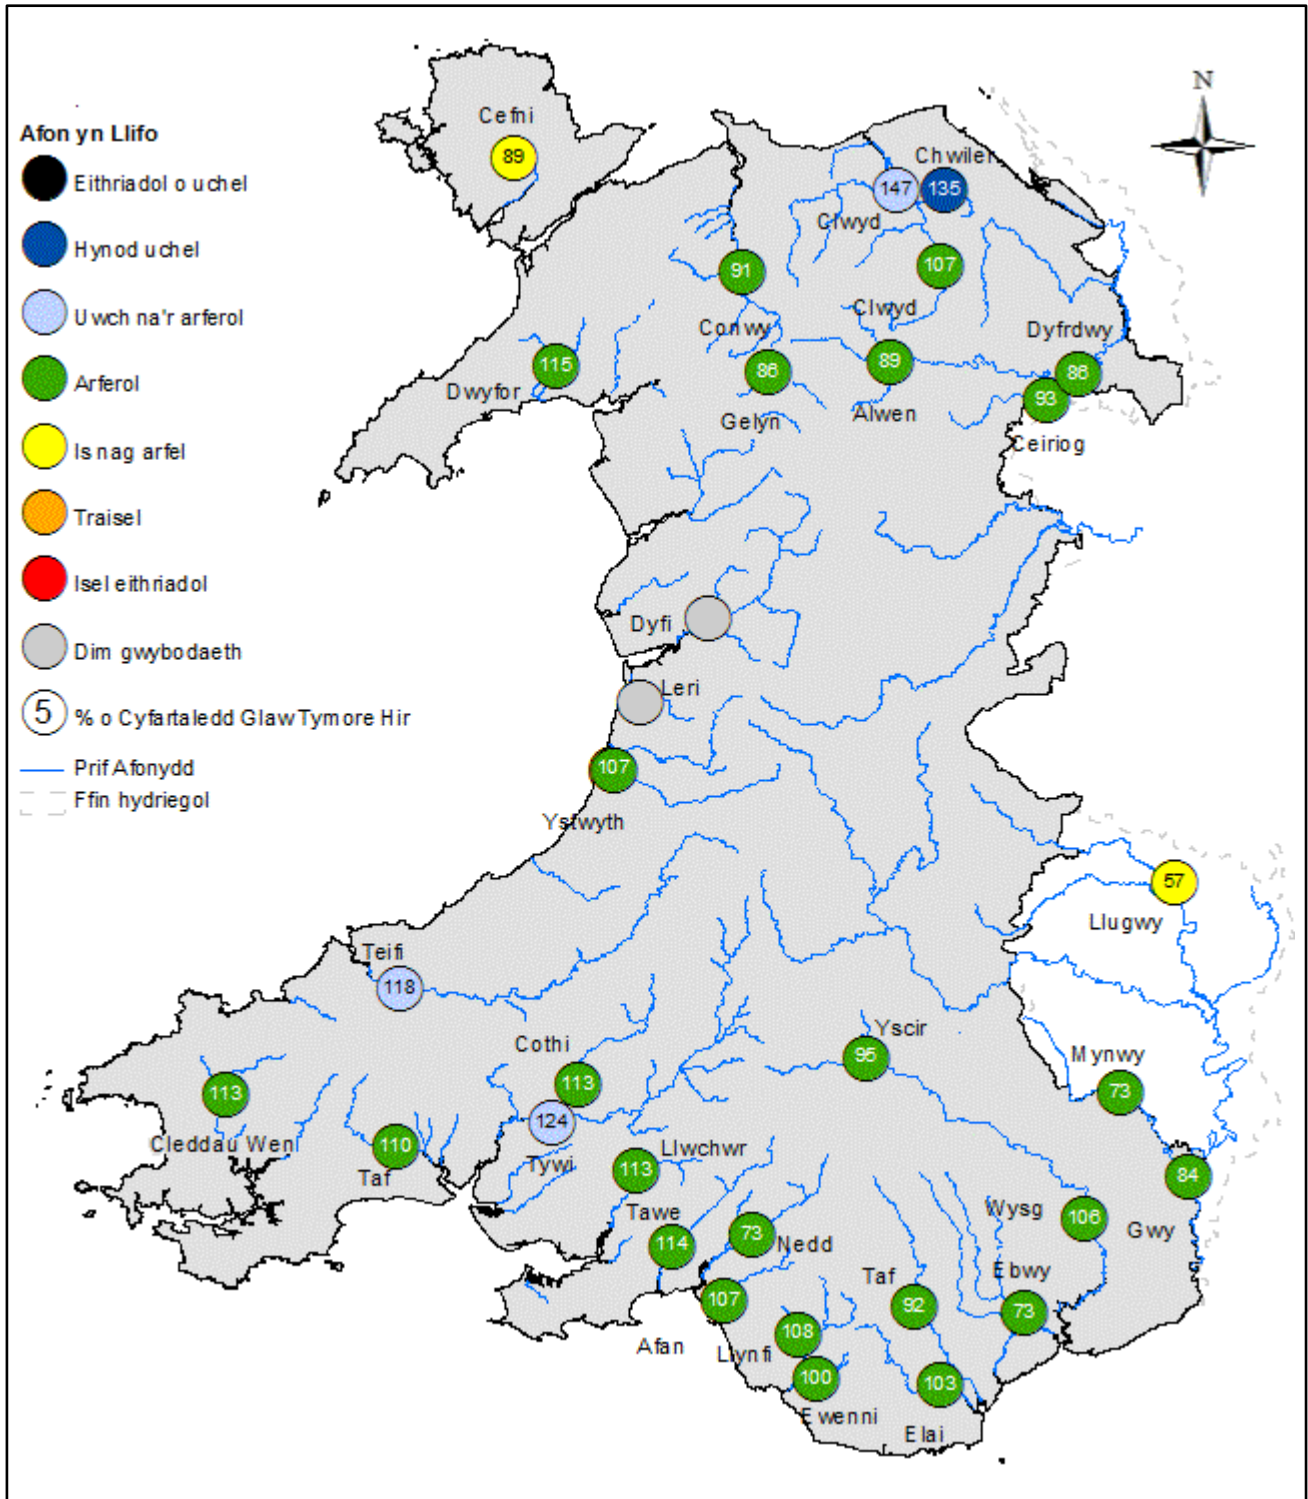 N
Afon yn Llifo
Eithriadol o uchel
Hynod uchel
Uwch na'r arferol
Arferol
Is nag arfel
Traisel
Isel eithriadol
Dim gwybodaeth
5 % o Cyfartaledd Glaw Tymore Hir
Prif Afonydd
Ffin hydriegol
Cefni
89
Chwiler
147
135
Clwyd
107
91
Conwy
Clwyd
Dyfrdwy
115
Dwyfor
86
89
86
93
Gelyn
Alwen
Ceiriog
Dyfi
Leri
107
Ystwyth
57
Llugwy
Teifi
118
Yscir
95
Cothi
113
Mynwy
73
113
Cleddau Wen
124
Tywi
110
Taf
Llwchwr
113
84
Tawe
114
73
Nedd
Wysg
106
Gwy
Taf
92
Ebwy
73
107
Afan
108
Llynfi
100
Ewenni
103
Elai